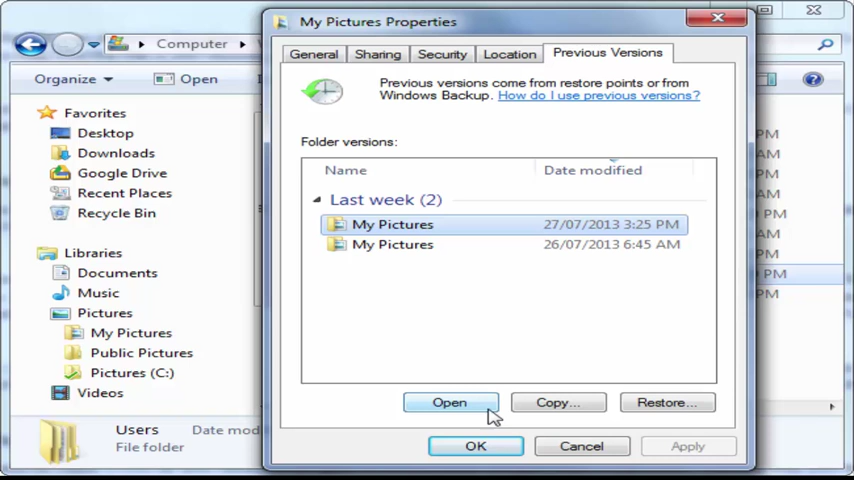 My Pictures Properties
Computer
General Sharing Security Location Previous Versions
Organize Open
Previous versions come from restore points or from
Windows Backup. How do I use previous versions?
Favorites
Desktop
Downloads
Google Drive
Recent Places
Recycle Bin
Libraries
Documents
Music
Pictures
My Pictures
Public Pictures
Pictures (C:)
Videos
Folder versions:
Name Date modified
Last week (2)
My Pictures 27/07/2013 3:25 PM
My Pictures 26/07/2013 6:45 AM
Open Copy... Restore...
OK Cancel Apply
Users Date mod
File folder
PM
AM
PM
AM
PM
AM
PM
PM
PM